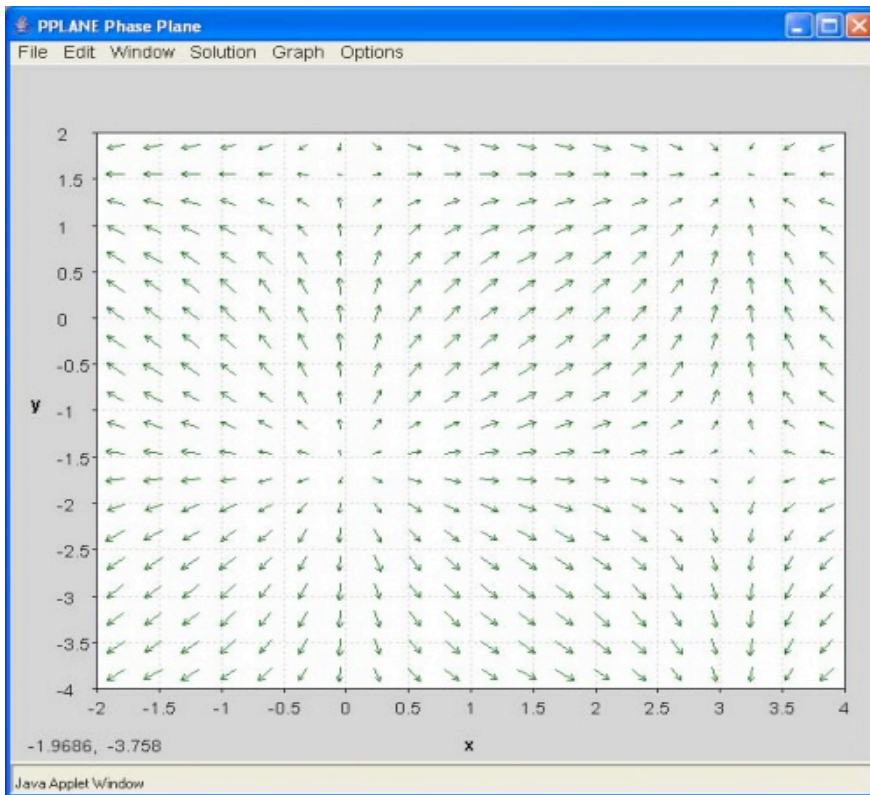 PPLANE Phase Plane
File Edit Window Solution Graph Options
2
1.5
1
0.5
0
-0.5
y
-1
-1.5
-2
-2.5
-3
-3.5
-4
-2 -1.5 -1 -0.5 0 0.5 1 1.5 2 2.5 3 3.5 4
-1.9686, -3.758 x
Java Applet Window